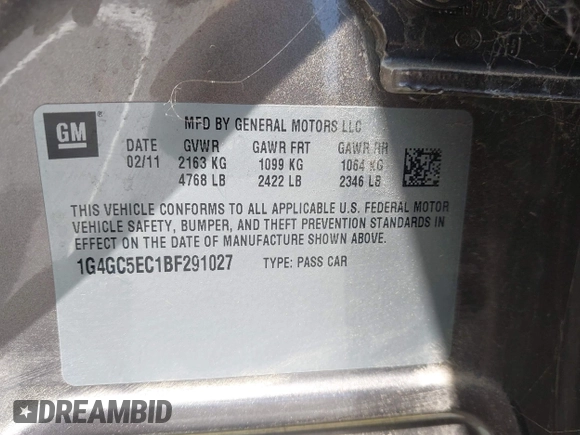 GM
MFD BY GENERAL MOTORS LLC
DATE GVWR GAWR FRT GAWR RR
02/11 2163 KG 1099 KG 1064 KG
4768 LB 2422 LB 2346 LB
THIS VEHICLE CONFORMS TO ALL APPLICABLE U.S. FEDERAL MOTOR
VEHICLE SAFETY, BUMPER, AND THEFT PREVENTION STANDARDS IN
EFFECT ON THE DATE OF MANUFACTURE SHOWN ABOVE.
1G4GC5EC1BF291027 TYPE: PASS CAR
DREAMBID